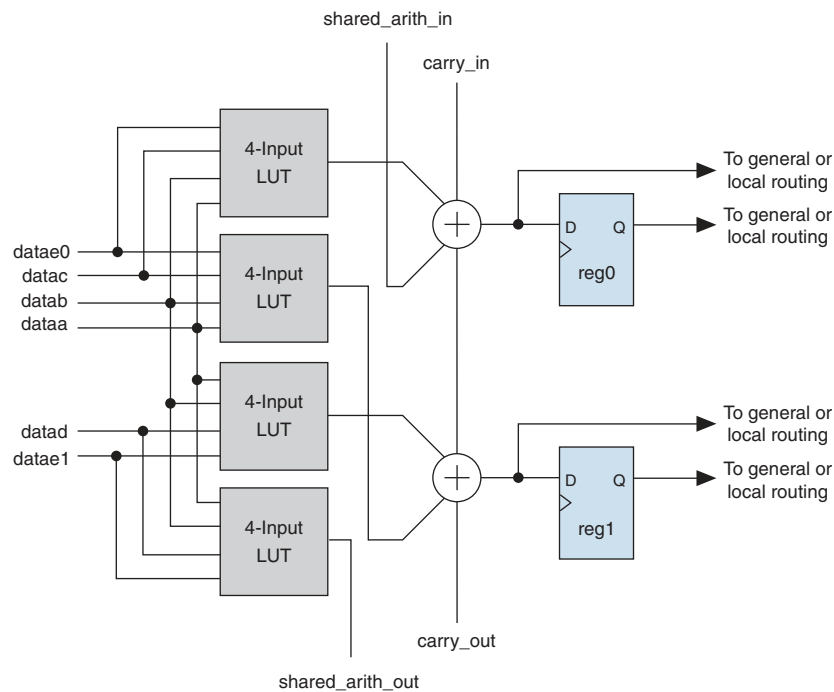 shared_arith_in
carry_in
4-Input
LUT
To general or
local routing
D Q
reg0
To general or
local routing
datae0
datac
datab
dataa
4-Input
LUT
4-Input
LUT
datad
datae1
To general or
local routing
D Q
reg1
To general or
local routing
4-Input
LUT
carry_out
shared_arith_out